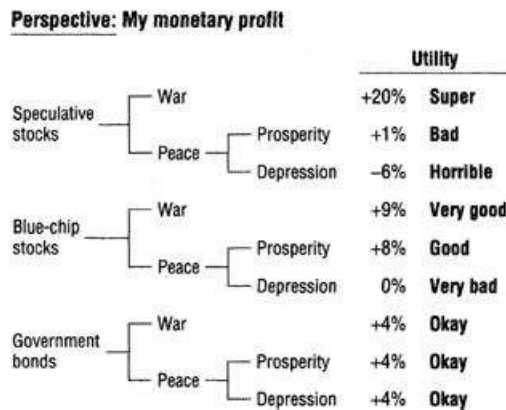 Perspective: My monetary profit
Utility
War +20% Super
Speculative
stocks
Prosperity +1% Bad
Peace
Depression –6% Horrible
War +9% Very good
Blue-chip
stocks
Prosperity +8% Good
Peace
Depression 0% Very bad
War +4% Okay
Government
bonds
Prosperity +4% Okay
Peace
Depression +4% Okay